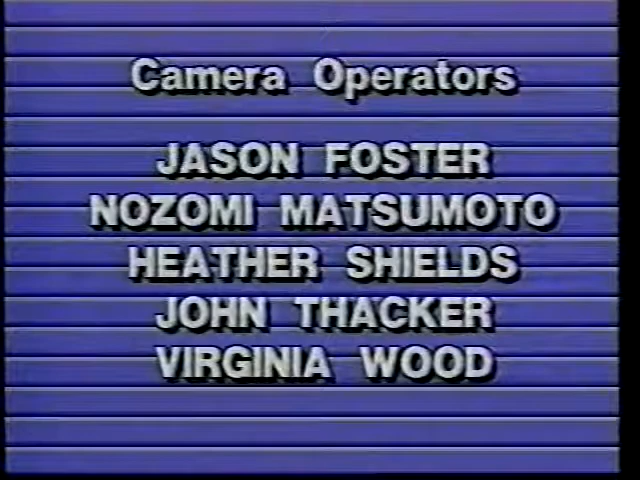 Camera Operators
JASON FOSTER
NOZOMI MATSUMOTO
HEATHER SHIELDS
JOHN THACKER
VIRGINIA WOOD